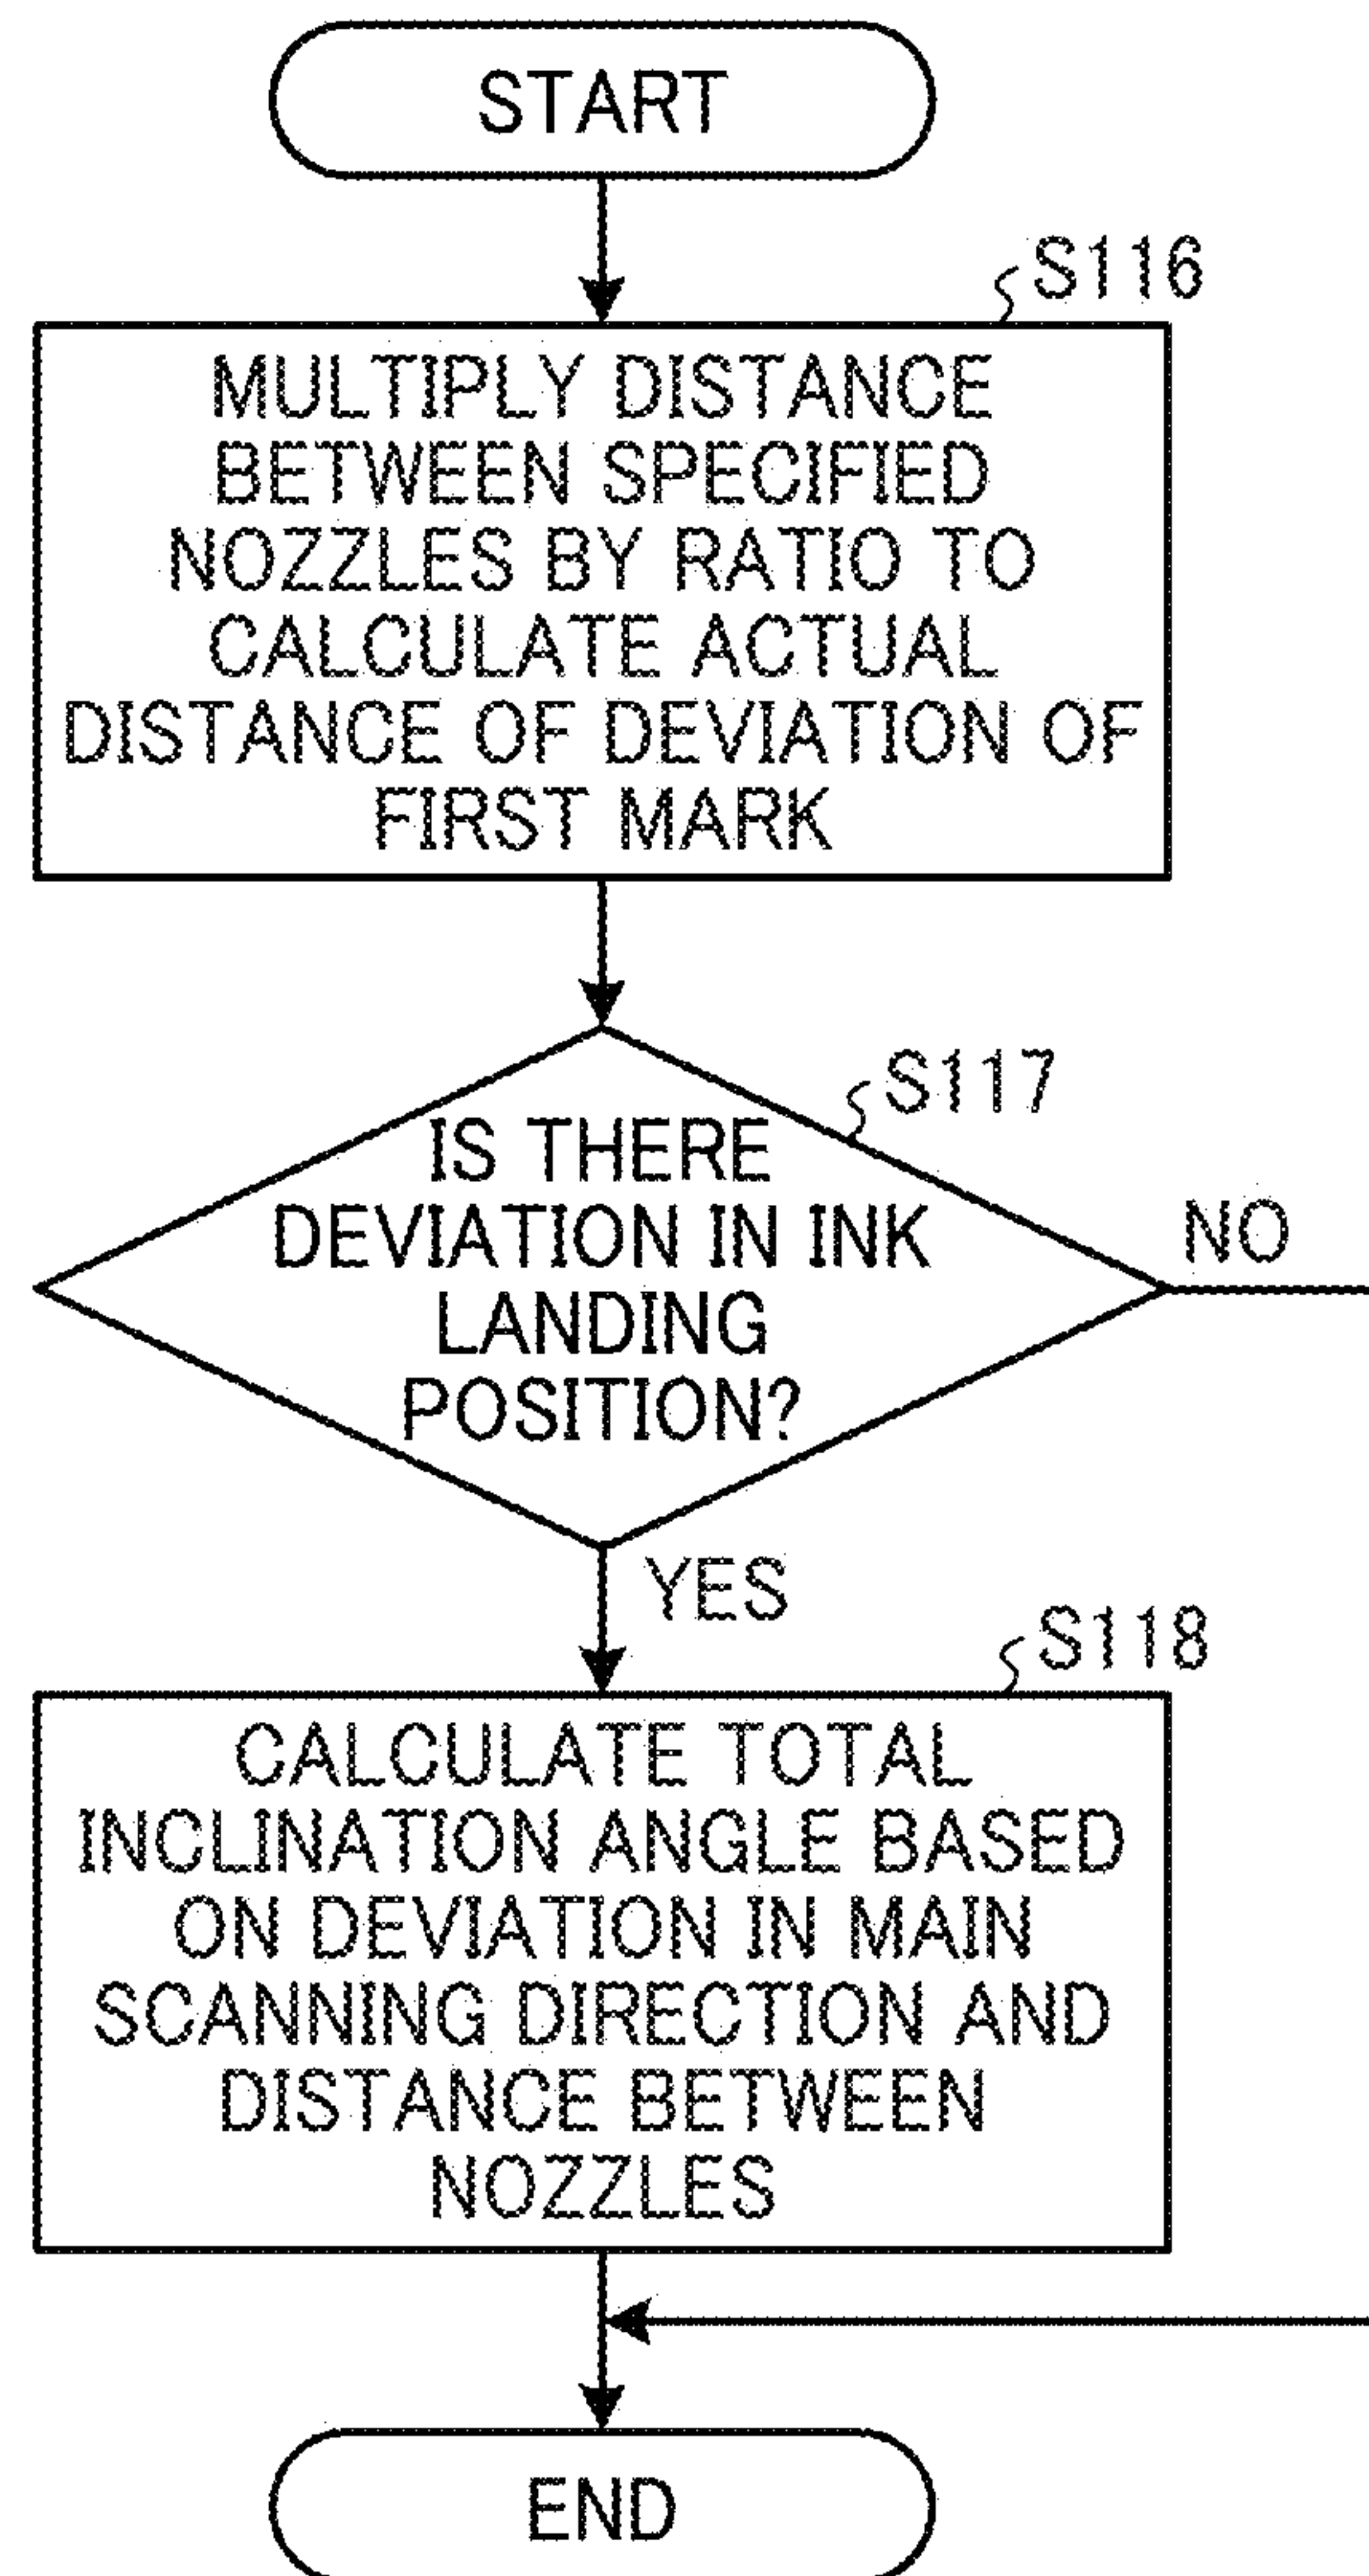 START
S116
MULTIPLY DISTANCE
BETWEEN SPECIFIED
NOZZLES BY RATIO TO
CALCULATE ACTUAL
DISTANCE OF DEVIATION OF
FIRST MARK
S117
IS THERE
DEVIATION IN INK
LANDING
POSITION?
NO
YES
S118
CALCULATE TOTAL
INCLINATION ANGLE BASED
ON DEVIATION IN MAIN
SCANNING DIRECTION AND
DISTANCE BETWEEN
NOZZLES
END